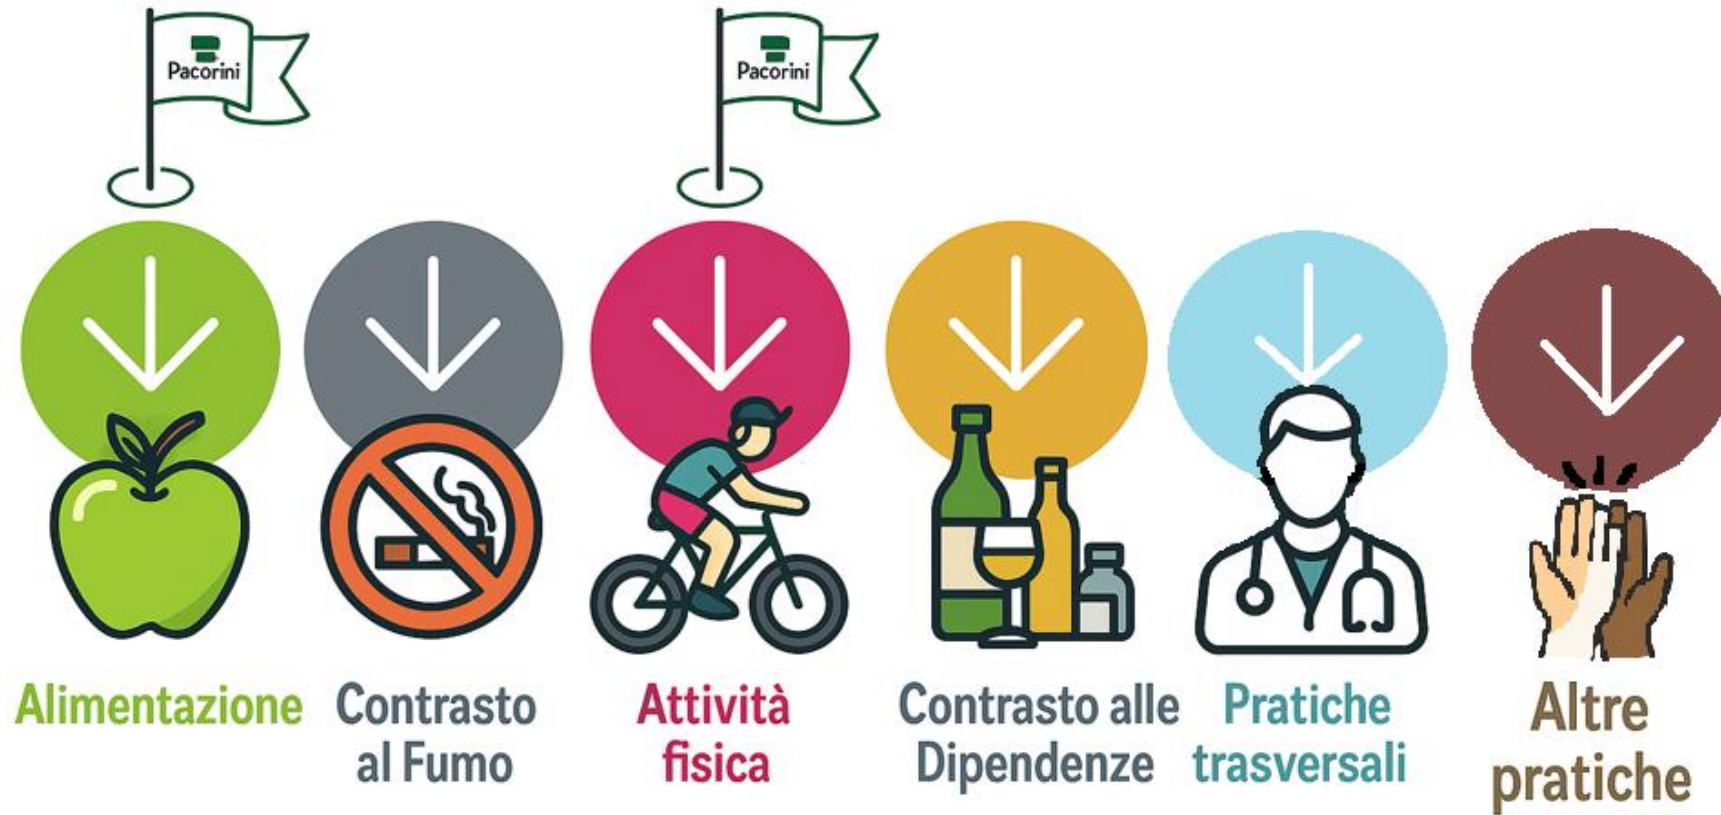 Pacorini
Pacorini
Alimentazione
Contrasto
al Fumo
Attività
fisica
Contrasto alle
Dipendenze
Pratiche
trasversali
Altre
pratiche